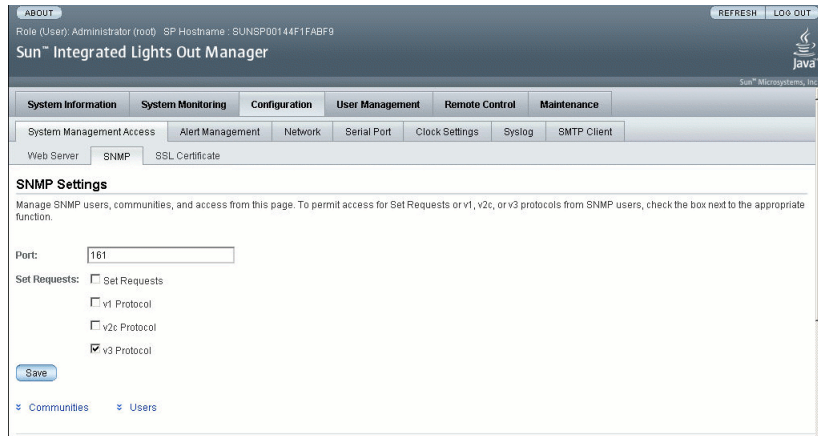 ABOUT
REFRESH LOG OUT
Role (User): Administrator (root) SP Hostname : SUNSP00144F1FABF9
Sun™ Integrated Lights Out Manager
Java
Sun™ Microsystems, Inc
System Information System Monitoring Configuration User Management Remote Control Maintenance
System Management Access Alert Management Network Serial Port Clock Settings Syslog SMTP Client
Web Server SNMP SSL Certificate
SNMP Settings
Manage SNMP users, communities, and access from this page. To permit access for Set Requests or v1, v2c, or v3 protocols from SNMP users, check the box next to the appropriate
function.
Port: 161
Set Requests: Set Requests
v1 Protocol
v2c Protocol
v3 Protocol
Save
Communities Users